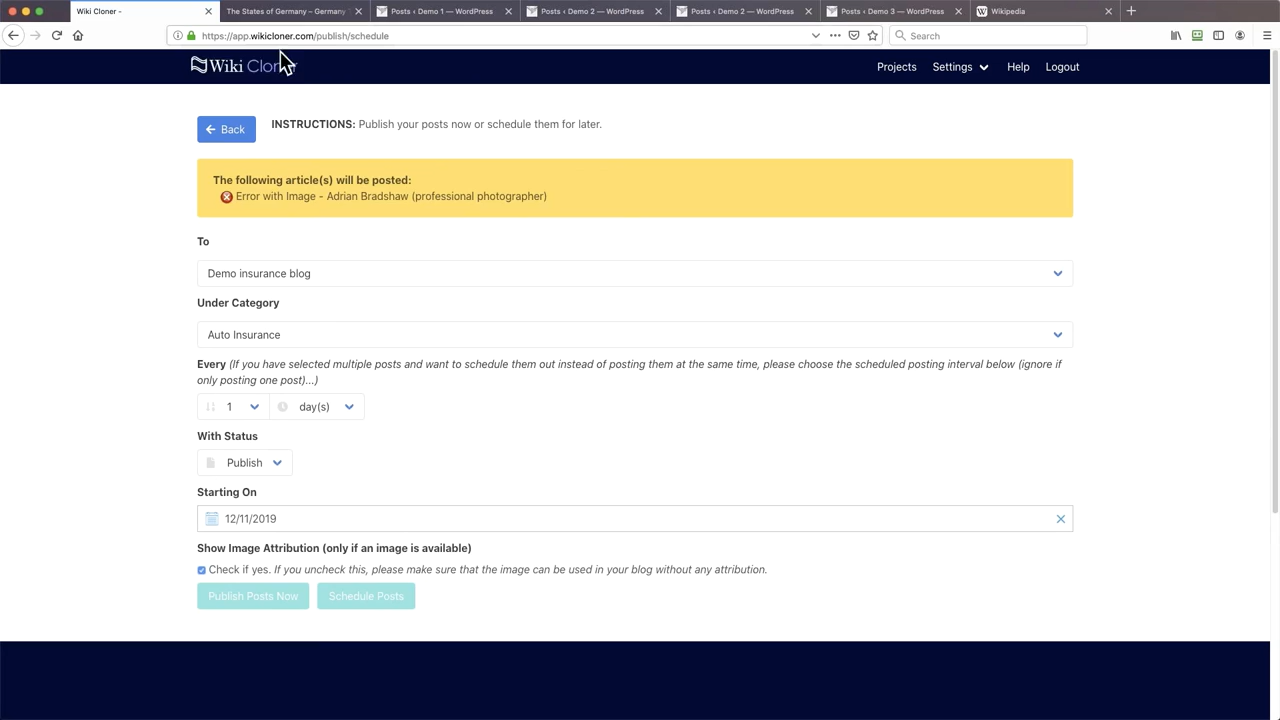 Wiki Cloner -
The States of Germany – Germany
Posts ‹ Demo 1 — WordPress
Posts ‹ Demo 2 — WordPress
Posts ‹ Demo 2 — WordPress
Posts ‹ Demo 3 — WordPress
Wikipedia
https://app.wikicloner.com/publish/schedule
Search
Wiki Cloner
Projects
Settings
Help
Logout
Back
INSTRUCTIONS: Publish your posts now or schedule them for later.
The following article(s) will be posted:
Error with Image - Adrian Bradshaw (professional photographer)
To
Demo insurance blog
Under Category
Auto Insurance
Every (If you have selected multiple posts and want to schedule them out instead of posting them at the same time, please choose the scheduled posting interval below (ignore if
only posting one post)...)
1 day(s)
With Status
Publish
Starting On
12/11/2019
Show Image Attribution (only if an image is available)
Check if yes. If you uncheck this, please make sure that the image can be used in your blog without any attribution.
Publish Posts Now
Schedule Posts